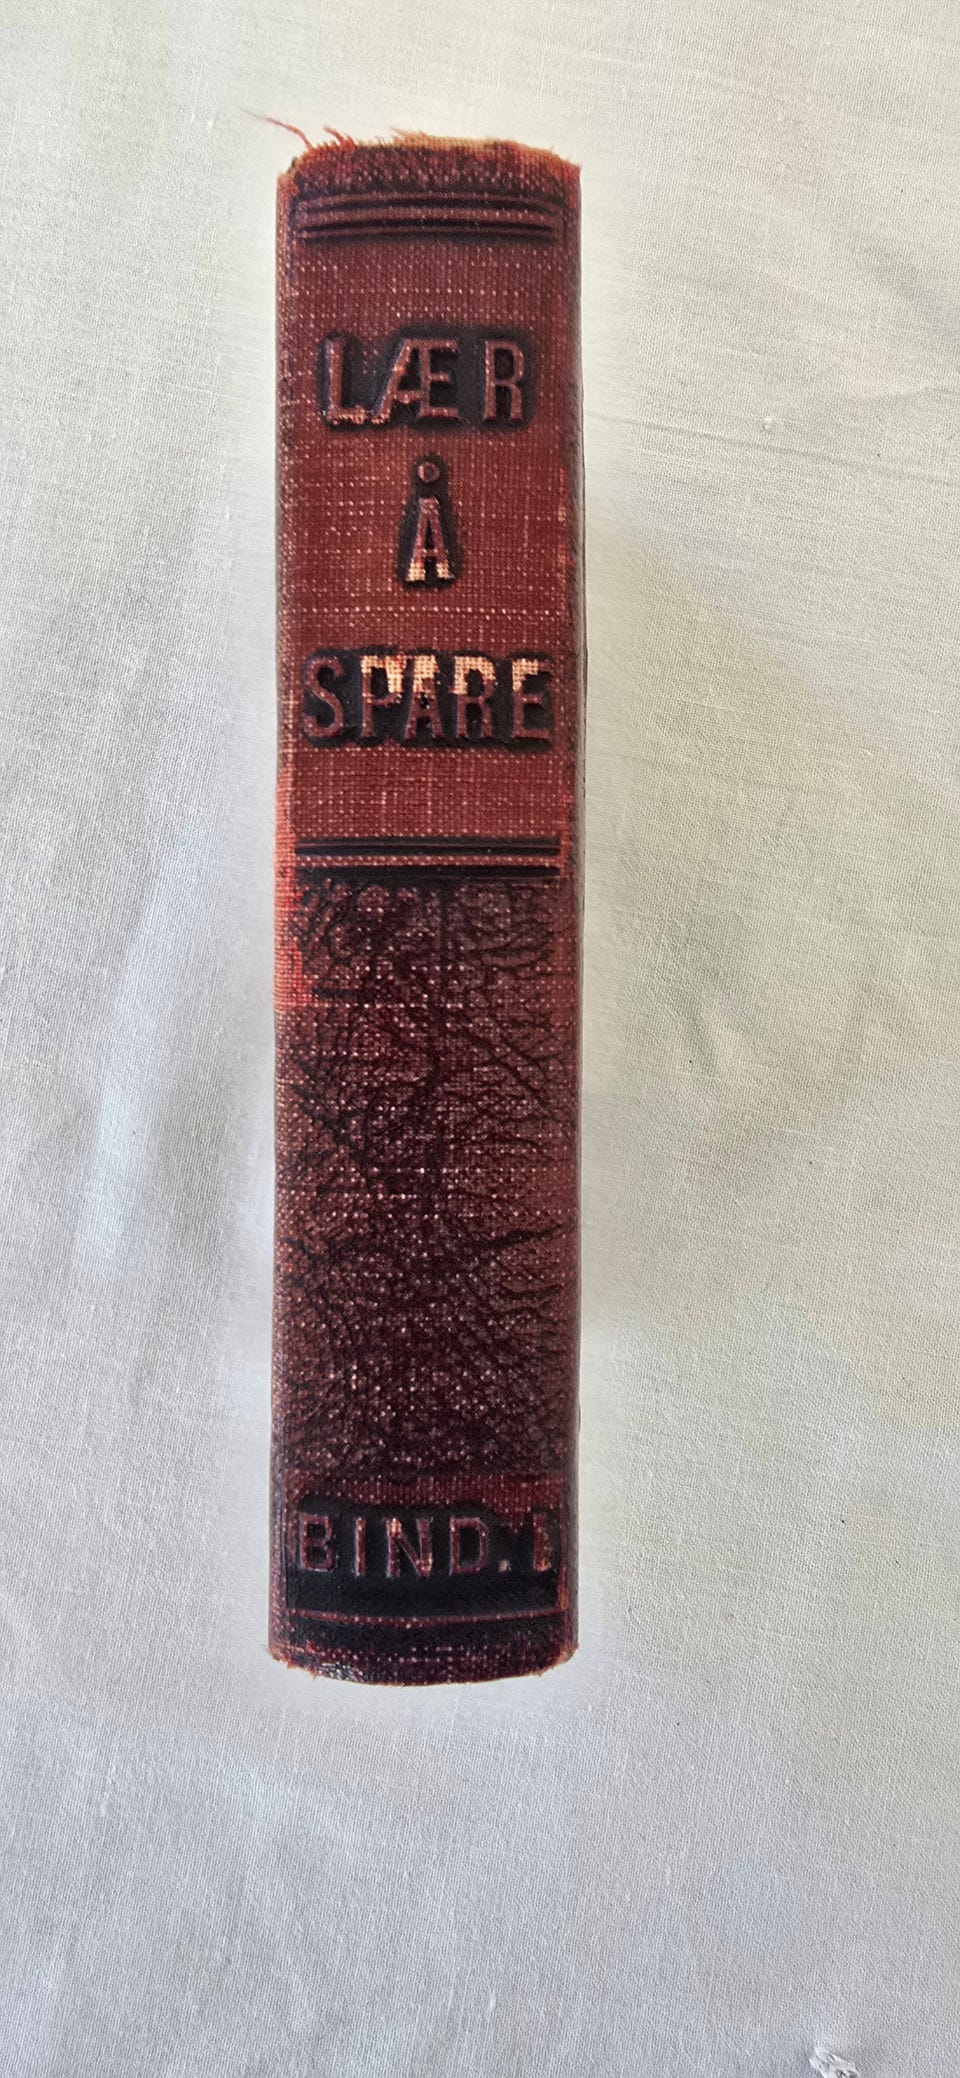 LÆR
Å
SPARE
BIND. I